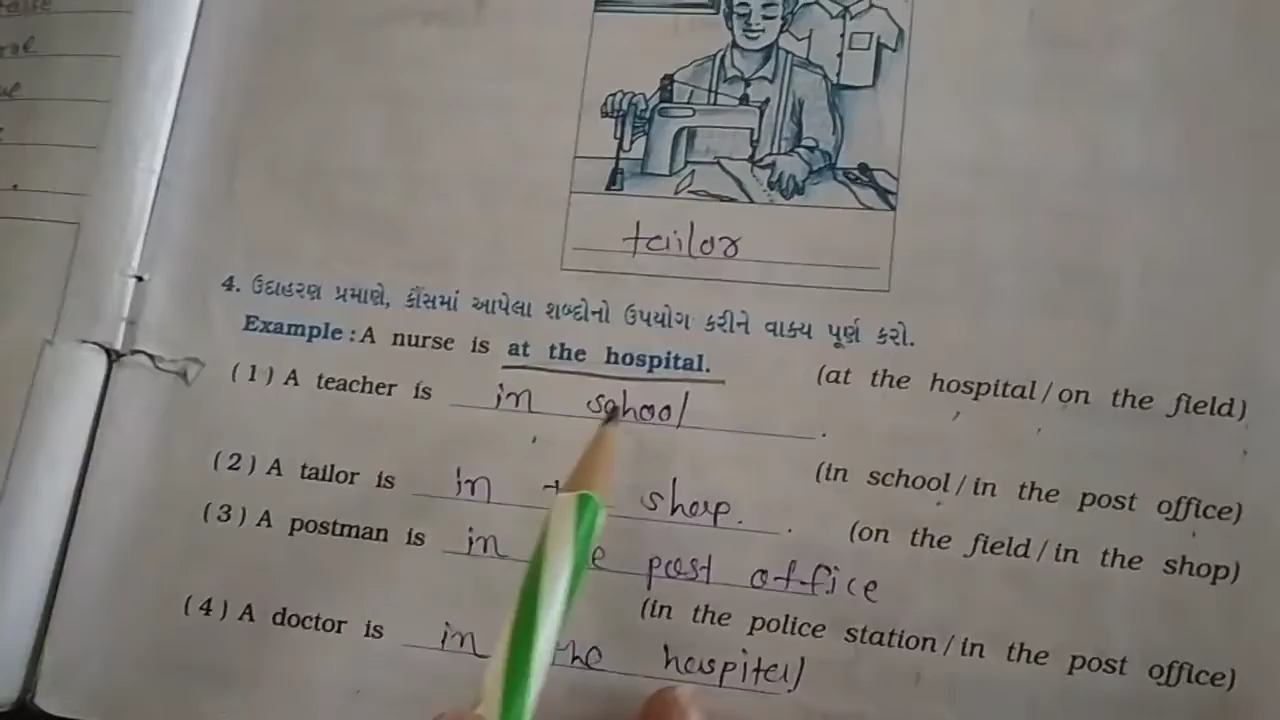 tailor
4. ઉદાહરણ પ્રમાણે, કૌંસમાં આપેલા શબ્દોનો ઉપયોગ કરીને વાક્ય પૂર્ણ કરો.
Example : A nurse is at the hospital.
(at the hospital / on the field)
(1) A teacher is in school .
(in school / in the post office)
(2) A tailor is in shop. .
(on the field / in the shop)
(3) A postman is in post office
(in the police station / in the post office)
(4) A doctor is in the hospital